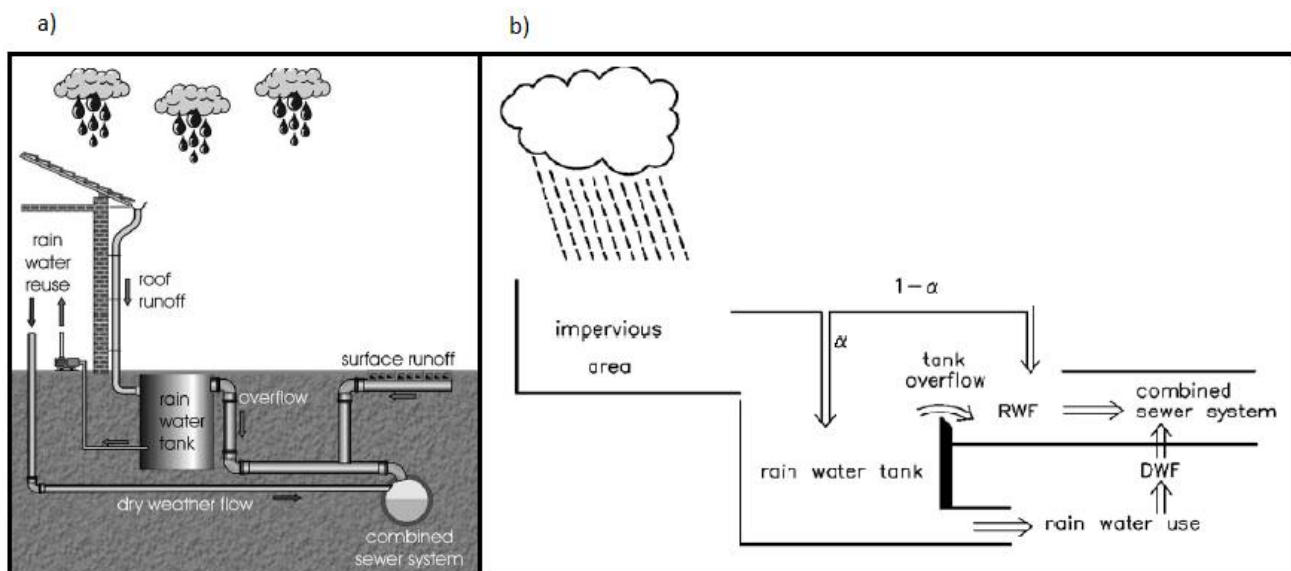 a)
b)
rain
water
reuse
roof
runoff
surface runoff
rain
water
tank
overflow
dry weather flow
combined
sewer system
impervious
area
1-α
α
tank
overflow
RWF
combined
sewer system
rain water tank
DWF
rain water use